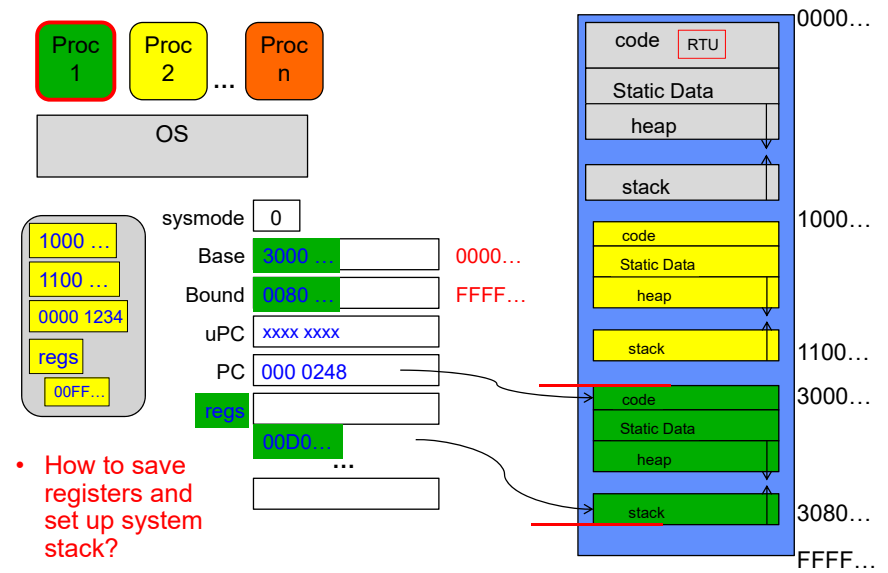 Proc
1
Proc
2
...
Proc
n
OS
1000 ...
1100 ...
0000 1234
regs
00FF...
sysmode 0
Base 3000 ... 0000...
Bound 0080 ... FFFF...
uPC xxxx xxxx
PC 000 0248
regs
00D0...
...
• How to save
registers and
set up system
stack?
0000...
code RTU
Static Data
heap
stack
1000...
code
Static Data
heap
stack
1100...
3000...
code
Static Data
heap
stack
3080...
FFFF...